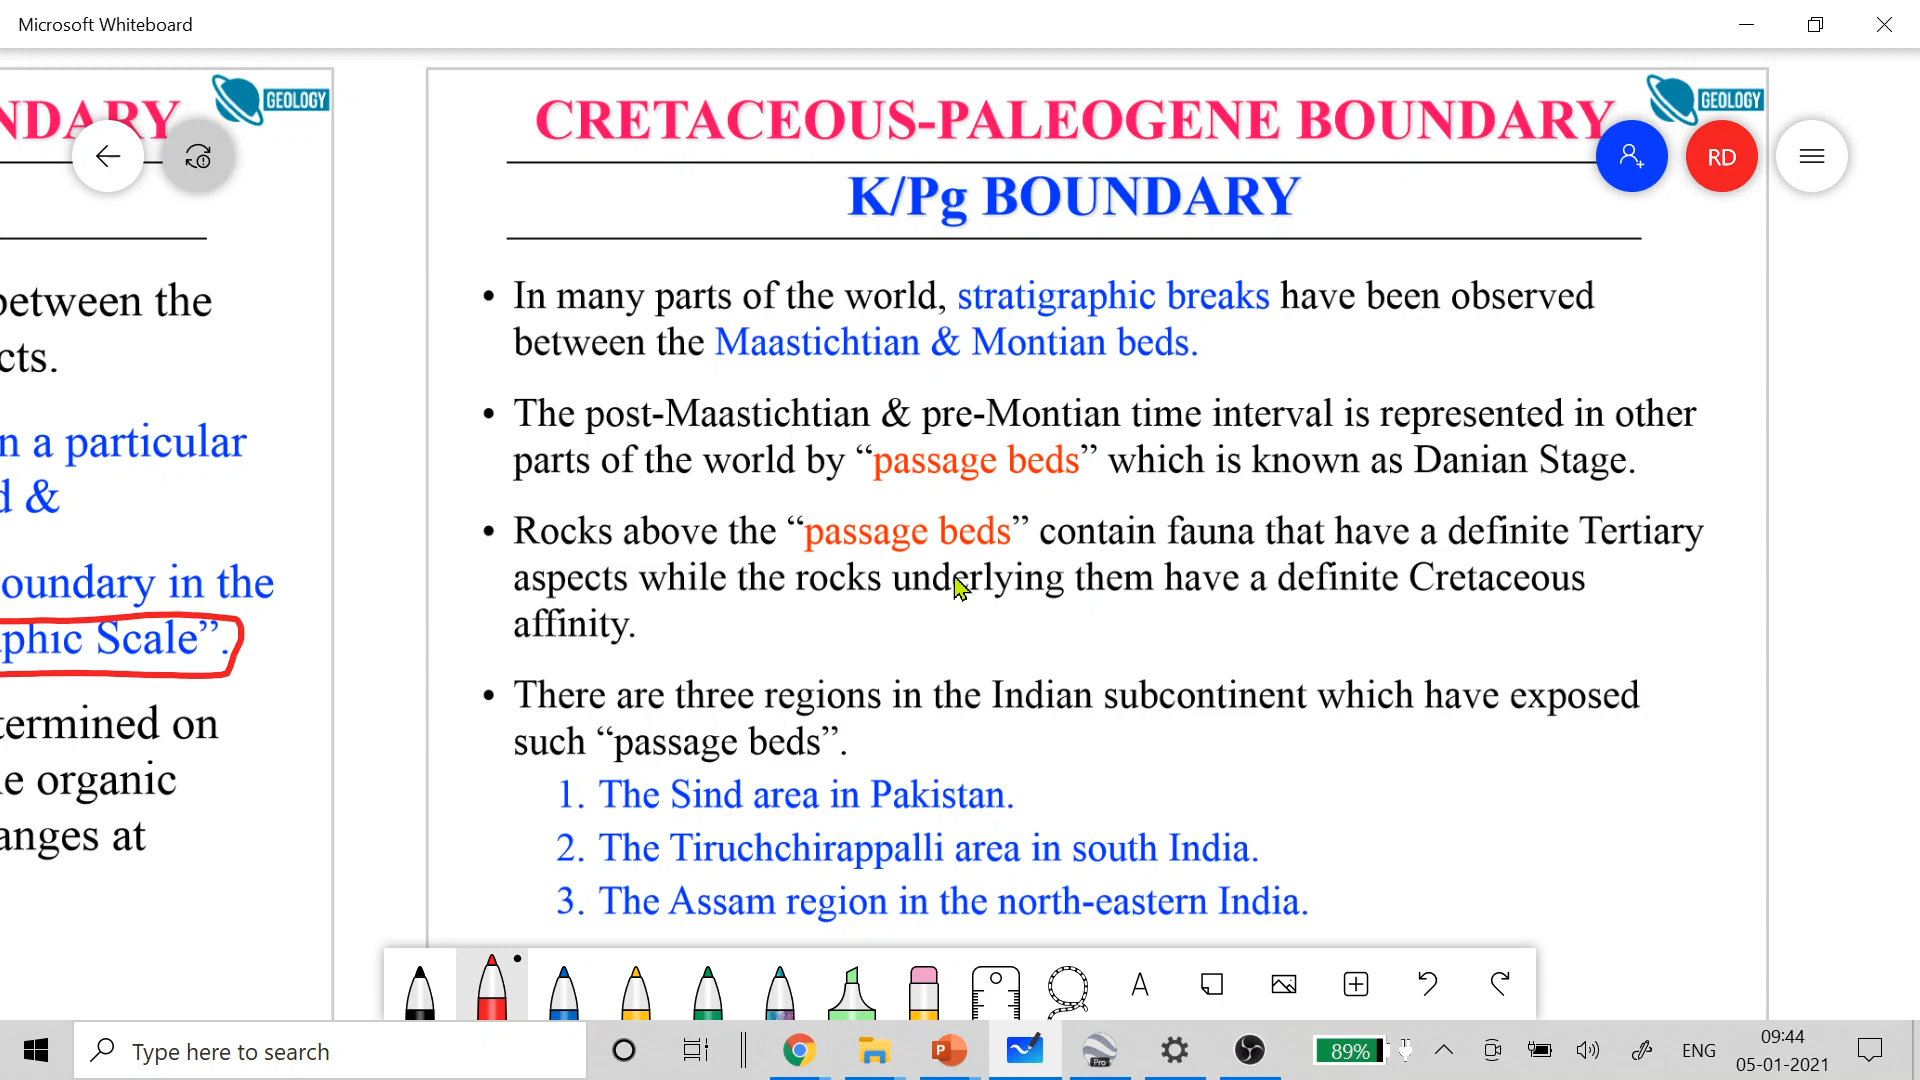 Microsoft Whiteboard
NDARY
GEOLOGY
between the
cts.
n a particular
d &
oundary in the
phic Scale”.
termined on
e organic
anges at
CRETACEOUS-PALEOGENE BOUNDARY
GEOLOGY
RD
K/Pg BOUNDARY
• In many parts of the world, stratigraphic breaks have been observed
between the Maastichtian & Montian beds.
• The post-Maastichtian & pre-Montian time interval is represented in other
parts of the world by “passage beds” which is known as Danian Stage.
• Rocks above the “passage beds” contain fauna that have a definite Tertiary
aspects while the rocks underlying them have a definite Cretaceous
affinity.
• There are three regions in the Indian subcontinent which have exposed
such “passage beds”.
1. The Sind area in Pakistan.
2. The Tiruchchirappalli area in south India.
3. The Assam region in the north-eastern India.
Type here to search
P
Pro
89%
ENG
09:44
05-01-2021